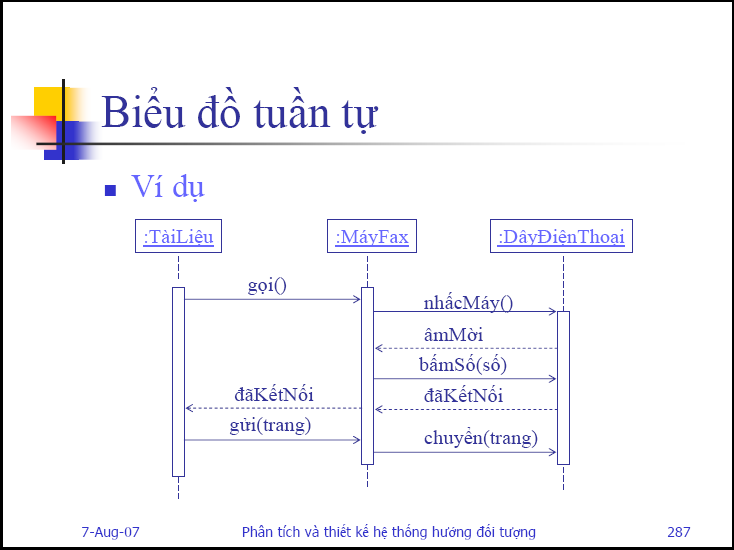 Biểu đồ tuần tự
Ví dụ
:TàiLiệu :MáyFax :DâyĐiệnThoại
gọi()
nhấcMáy()
âmMời
bấmSố(số)
đãKếtNối đãKếtNối
gửi(trang)
chuyển(trang)
7-Aug-07 Phân tích và thiết kế hệ thống hướng đối tượng 287